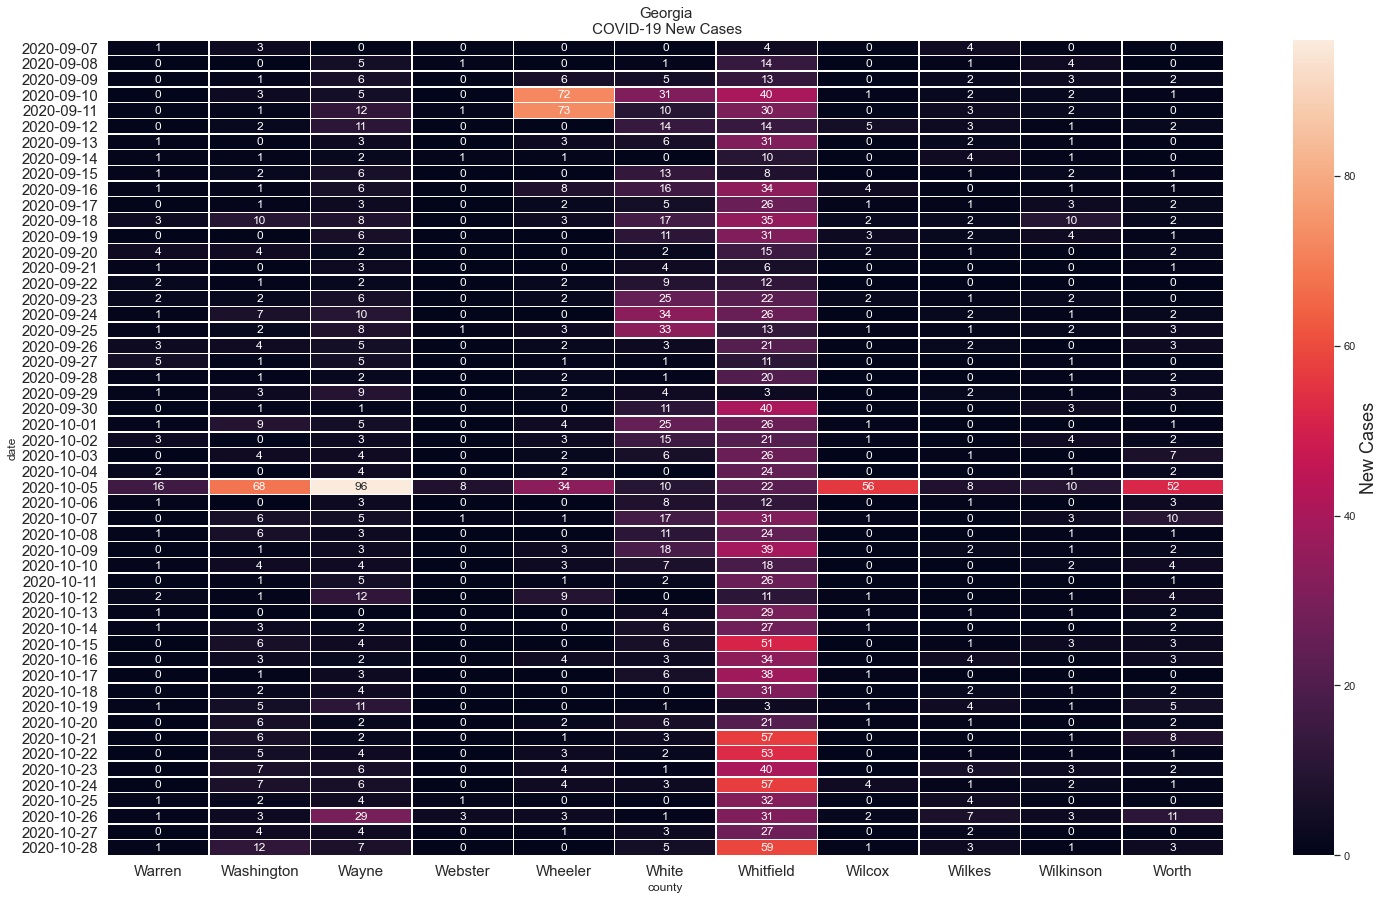 Georgia
COVID-19 New Cases
2020-09-07 1 3 0 0 0 0 4 0 4 0 0
2020-09-08 0 0 5 1 0 1 14 0 1 4 0
2020-09-09 0 1 6 0 6 5 13 0 2 3 2
2020-09-10 0 3 5 0 72 31 40 1 2 2 1
2020-09-11 0 1 12 1 73 10 30 0 3 2 0
2020-09-12 0 2 11 0 0 14 14 5 3 1 2
2020-09-13 1 0 3 0 3 6 31 0 2 1 0
2020-09-14 1 1 2 1 1 0 10 0 4 1 0
2020-09-15 1 2 6 0 0 13 8 0 1 2 1
2020-09-16 1 1 6 0 8 16 34 4 0 1 1
2020-09-17 0 1 3 0 2 5 26 1 1 3 2
2020-09-18 3 10 8 0 3 17 35 2 2 10 2
2020-09-19 0 0 6 0 0 11 31 3 2 4 1
2020-09-20 4 4 2 0 0 2 15 2 1 0 2
2020-09-21 1 0 3 0 0 4 6 0 0 0 1
2020-09-22 2 1 2 0 2 9 12 0 0 0 0
2020-09-23 2 2 6 0 2 25 22 2 1 2 0
2020-09-24 1 7 10 0 0 34 26 0 2 1 2
2020-09-25 1 2 8 1 3 33 13 1 1 2 3
2020-09-26 3 4 5 0 2 3 21 0 2 0 3
2020-09-27 5 1 5 0 1 1 11 0 0 1 0
2020-09-28 1 1 2 0 2 1 20 0 0 1 2
2020-09-29 1 3 9 0 2 4 3 0 2 1 3
2020-09-30 0 1 1 0 0 11 40 0 0 3 0
2020-10-01 1 9 5 0 4 25 26 1 0 0 1
2020-10-02 3 0 3 0 3 15 21 1 0 4 2
2020-10-03 0 4 4 0 2 6 26 0 1 0 7
2020-10-04 2 0 4 0 2 0 24 0 0 1 2
2020-10-05 16 68 96 8 34 10 22 56 8 10 52
2020-10-06 1 0 3 0 0 8 12 0 1 0 3
2020-10-07 0 6 5 1 1 17 31 1 0 3 10
2020-10-08 1 6 3 0 0 11 24 0 0 1 1
2020-10-09 0 1 3 0 3 18 39 0 2 1 2
2020-10-10 1 4 4 0 3 7 18 0 0 2 4
2020-10-11 0 1 5 0 1 2 26 0 0 0 1
2020-10-12 2 1 12 0 9 0 11 1 0 1 4
2020-10-13 1 0 0 0 0 4 29 1 1 1 2
2020-10-14 1 3 2 0 0 6 27 1 0 0 2
2020-10-15 0 6 4 0 0 6 51 0 1 3 3
2020-10-16 0 3 2 0 4 3 34 0 4 0 3
2020-10-17 0 1 3 0 0 6 38 1 0 0 0
2020-10-18 0 2 4 0 0 0 31 0 2 1 2
2020-10-19 1 5 11 0 0 1 3 1 4 1 5
2020-10-20 0 6 2 0 2 6 21 1 1 0 2
2020-10-21 0 6 2 0 1 3 57 0 0 1 8
2020-10-22 0 5 4 0 3 2 53 0 1 1 1
2020-10-23 0 7 6 0 4 1 40 0 6 3 2
2020-10-24 0 7 6 0 4 3 57 4 1 2 1
2020-10-25 1 2 4 1 0 0 32 0 4 0 0
2020-10-26 1 3 29 3 3 1 31 2 7 3 11
2020-10-27 0 4 4 0 1 3 27 0 2 0 0
2020-10-28 1 12 7 0 0 5 59 1 3 1 3
Warren Washington Wayne Webster Wheeler White Whitfield Wilcox Wilkes Wilkinson Worth
county
date
80
60
40
20
0
New Cases